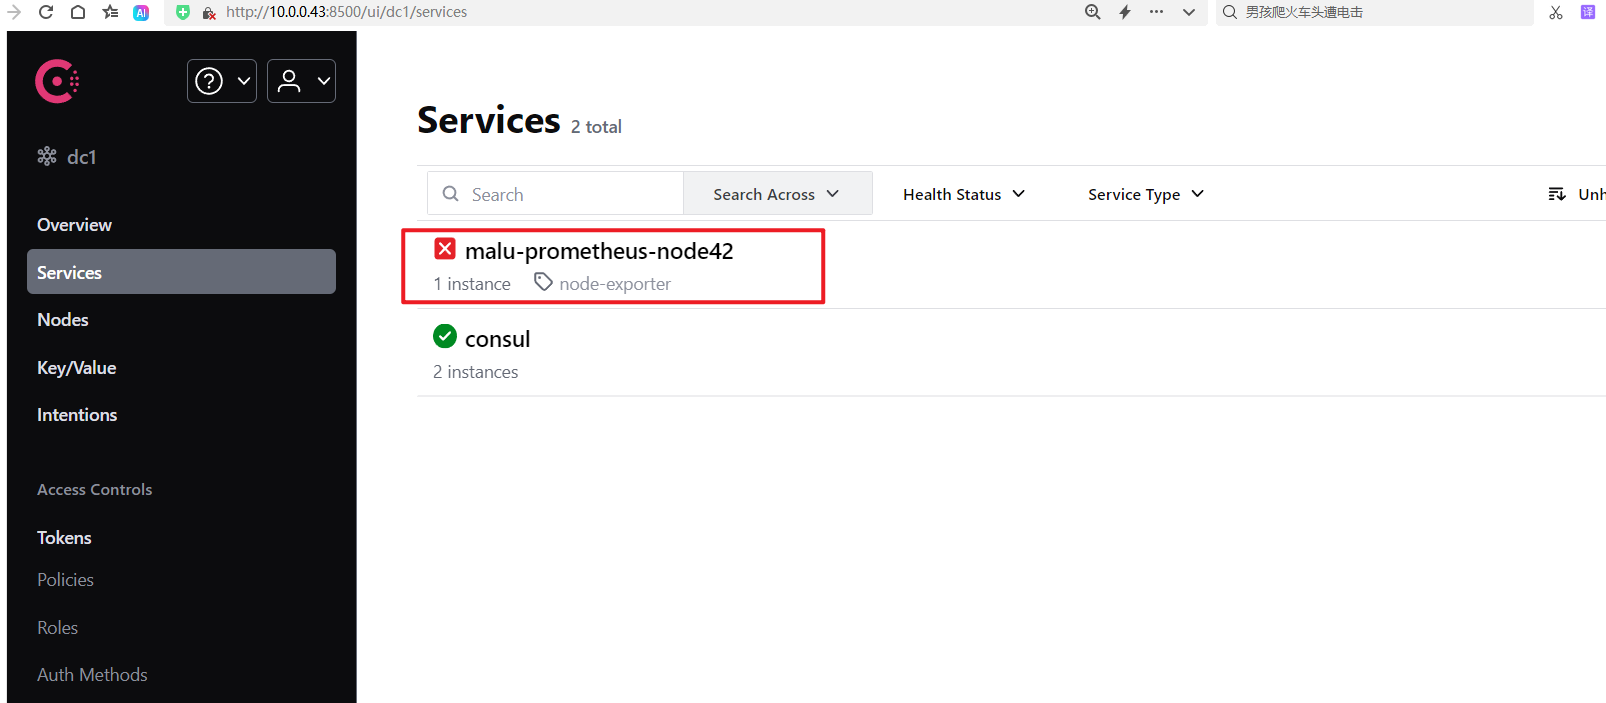 AI http://10.0.0.43:8500/ui/dc1/services 男孩爬火车头遭电击 译
dc1
Overview
Services
Nodes
Key/Value
Intentions
Access Controls
Tokens
Policies
Roles
Auth Methods
Services 2 total
Search Search Across Health Status Service Type Unh
malu-prometheus-node42
1 instance node-exporter
consul
2 instances